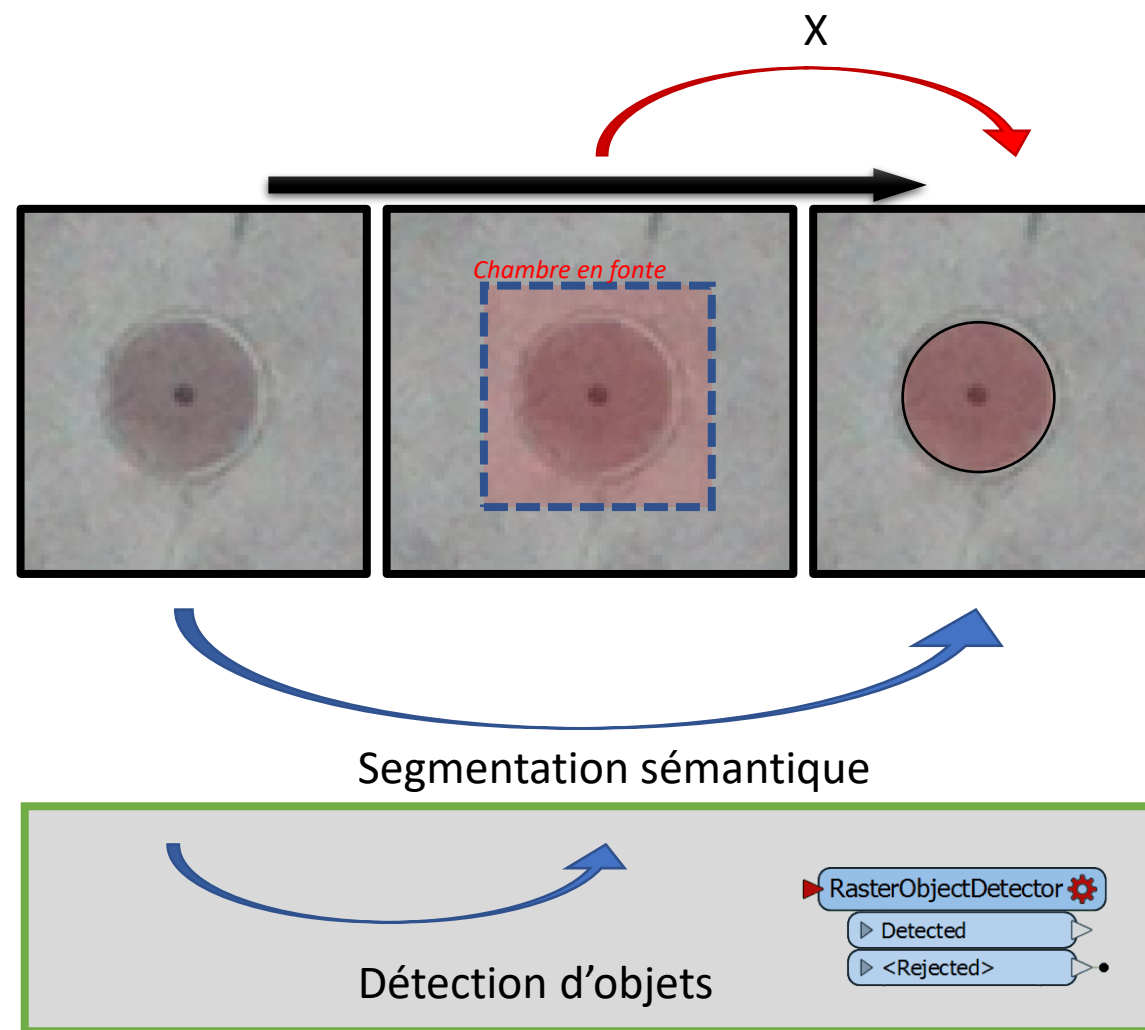 X
Chambre en fonte
Segmentation sémantique
RasterObjectDetector
Detected
<Rejected>
Détection d’objets